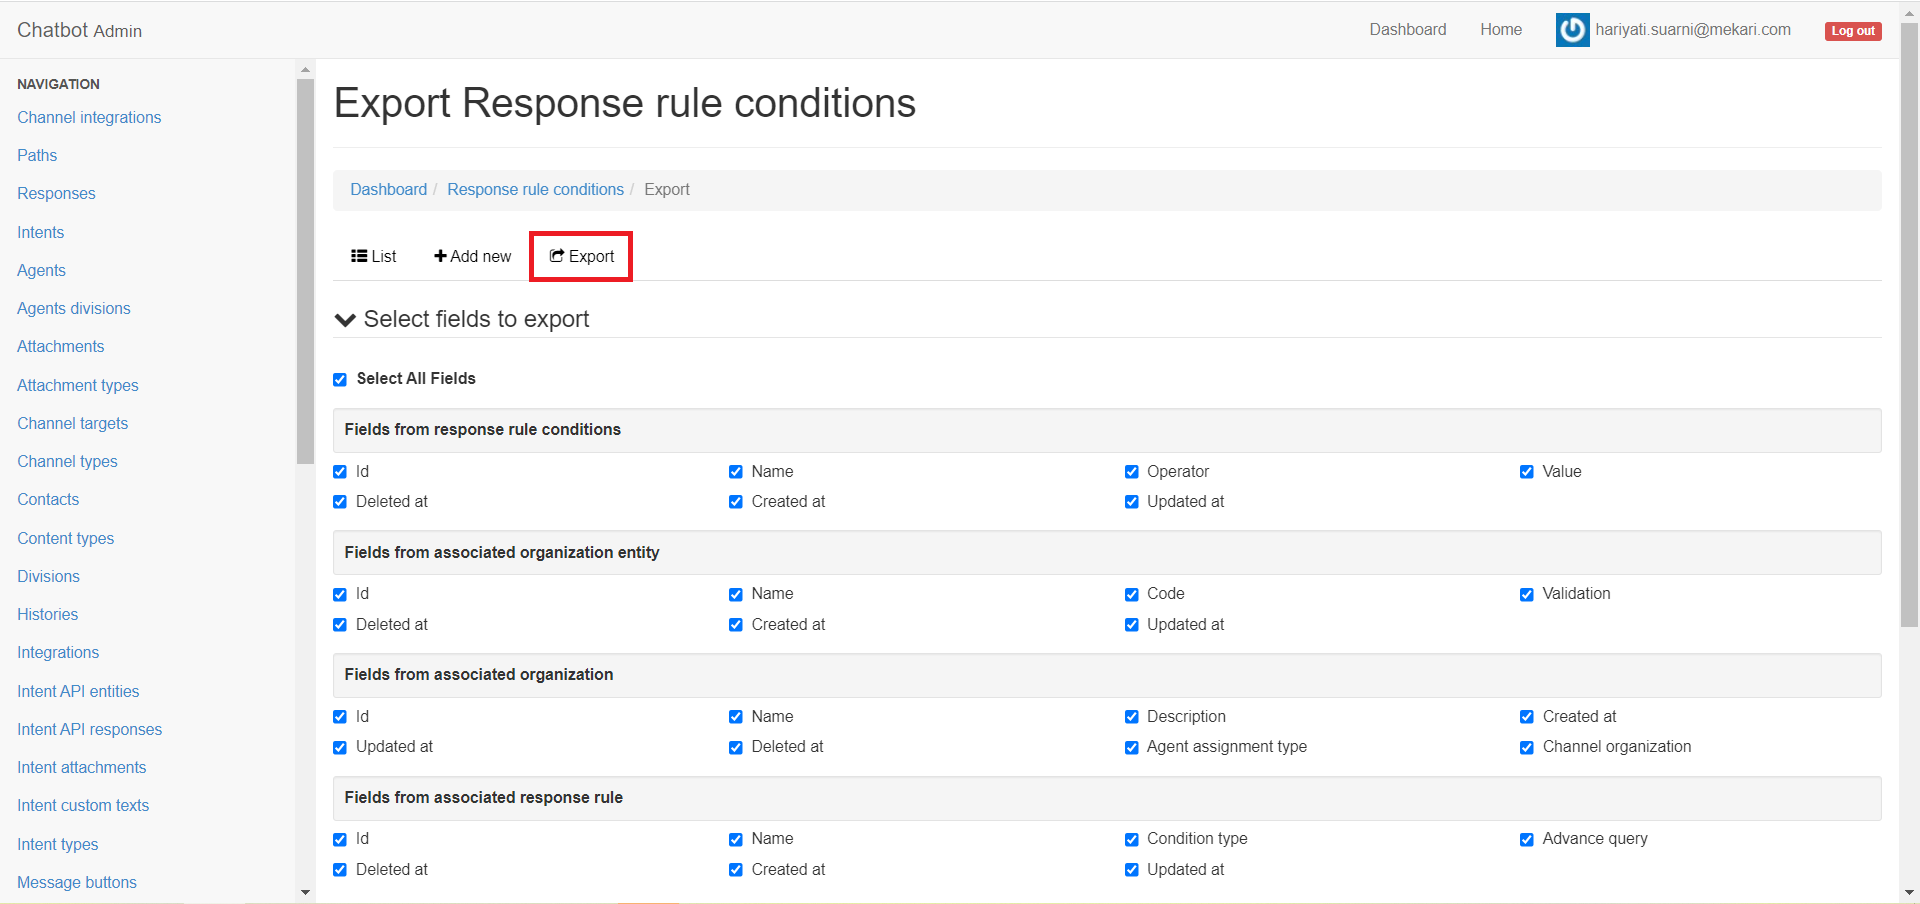 Chatbot Admin
Dashboard
Home
hariyati.suarni@mekari.com
Log out
NAVIGATION
Channel integrations
Paths
Responses
Intents
Agents
Agents divisions
Attachments
Attachment types
Channel targets
Channel types
Contacts
Content types
Divisions
Histories
Integrations
Intent API entities
Intent API responses
Intent attachments
Intent custom texts
Intent types
Message buttons
Export Response rule conditions
Dashboard / Response rule conditions / Export
List
Add new
Export
Select fields to export
Select All Fields
Fields from response rule conditions
Id Name Operator Value
Deleted at Created at Updated at
Fields from associated organization entity
Id Name Code Validation
Deleted at Created at Updated at
Fields from associated organization
Id Name Description Created at
Updated at Deleted at Agent assignment type Channel organization
Fields from associated response rule
Id Name Condition type Advance query
Deleted at Created at Updated at